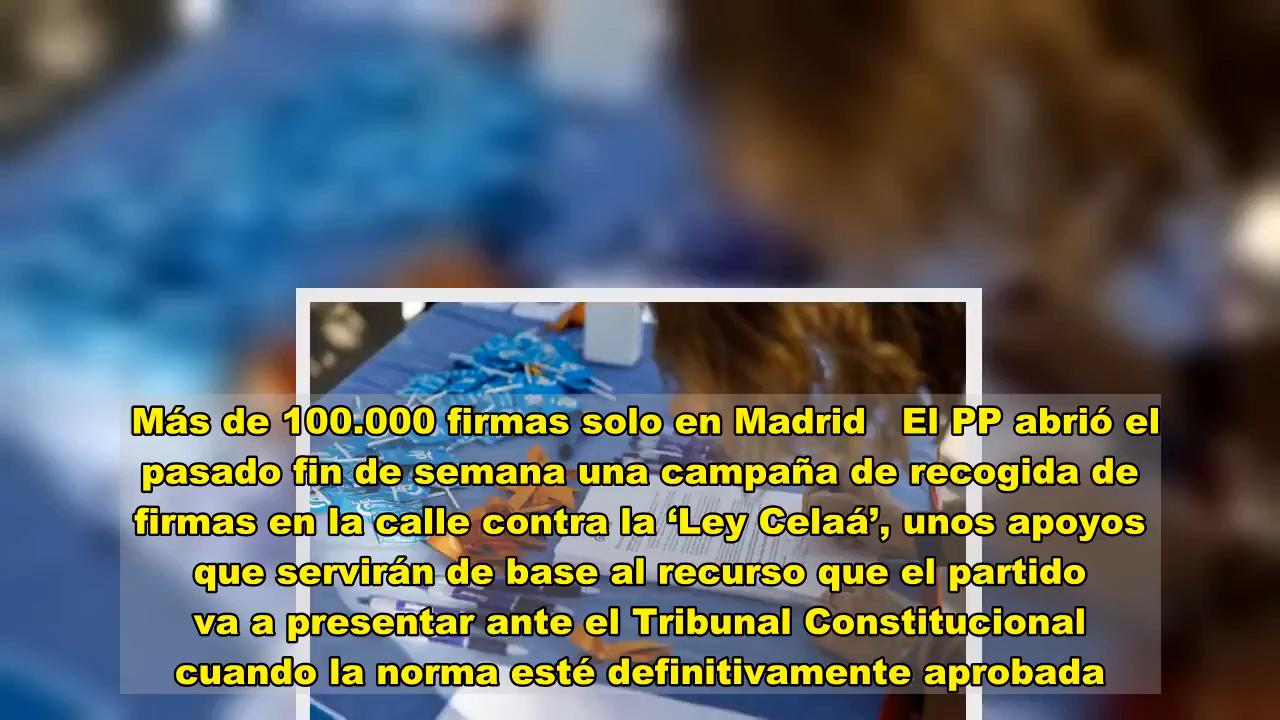 Más de 100.000 firmas solo en Madrid   El PP abrió el
pasado fin de semana una campaña de recogida de
firmas en la calle contra la ‘Ley Celaá’, unos apoyos
que servirán de base al recurso que el partido
va a presentar ante el Tribunal Constitucional
cuando la norma esté definitivamente aprobada